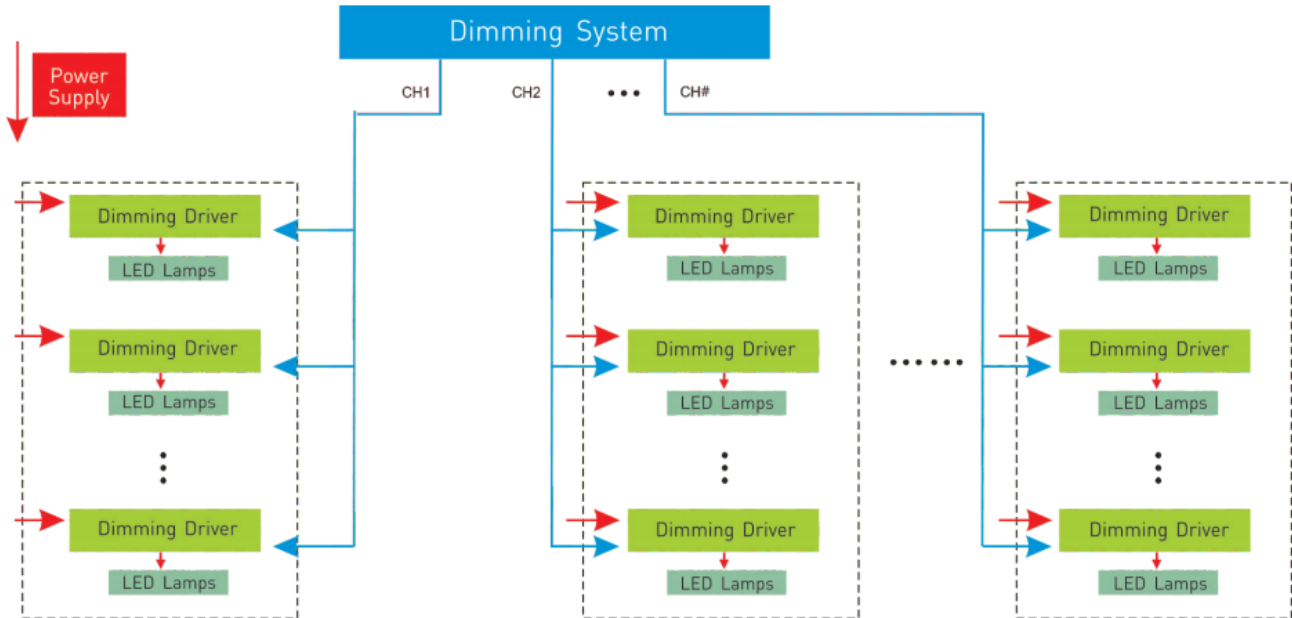 Dimming System
Power
Supply
CH1
CH2
•••
CH#
Dimming Driver
LED Lamps
Dimming Driver
LED Lamps
Dimming Driver
LED Lamps
Dimming Driver
LED Lamps
Dimming Driver
LED Lamps
Dimming Driver
LED Lamps
Dimming Driver
LED Lamps
Dimming Driver
LED Lamps
Dimming Driver
LED Lamps